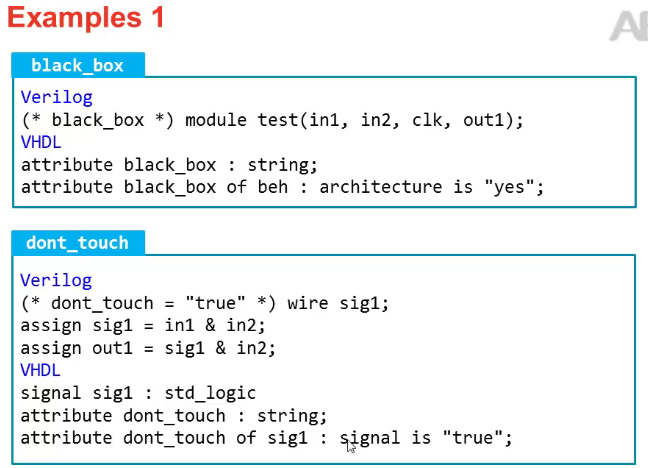 Examples 1
black_box
Verilog
(* black_box *) module test(in1, in2, clk, out1);
VHDL
attribute black_box : string;
attribute black_box of beh : architecture is "yes";
dont_touch
Verilog
(* dont_touch = "true" *) wire sig1;
assign sig1 = in1 & in2;
assign out1 = sig1 & in2;
VHDL
signal sig1 : std_logic
attribute dont_touch : string;
attribute dont_touch of sig1 : signal is "true";